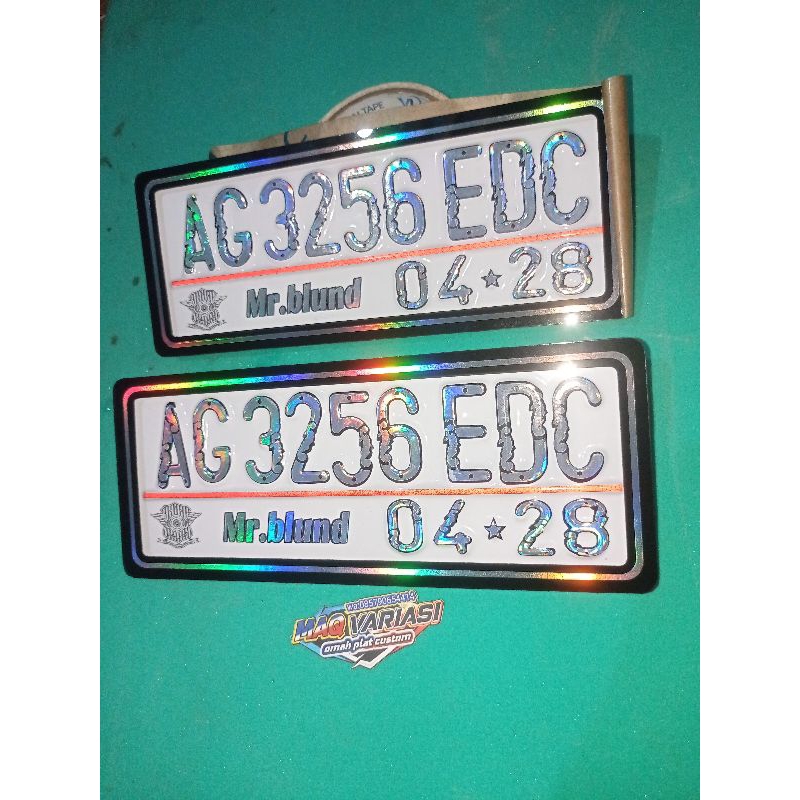 TAPE
AG 3256 EDC
Mr.blund 04 ★ 28
AG 3256 EDC
Mr.blund 04 ★ 28
MAQ VARIASI
omah plat custom